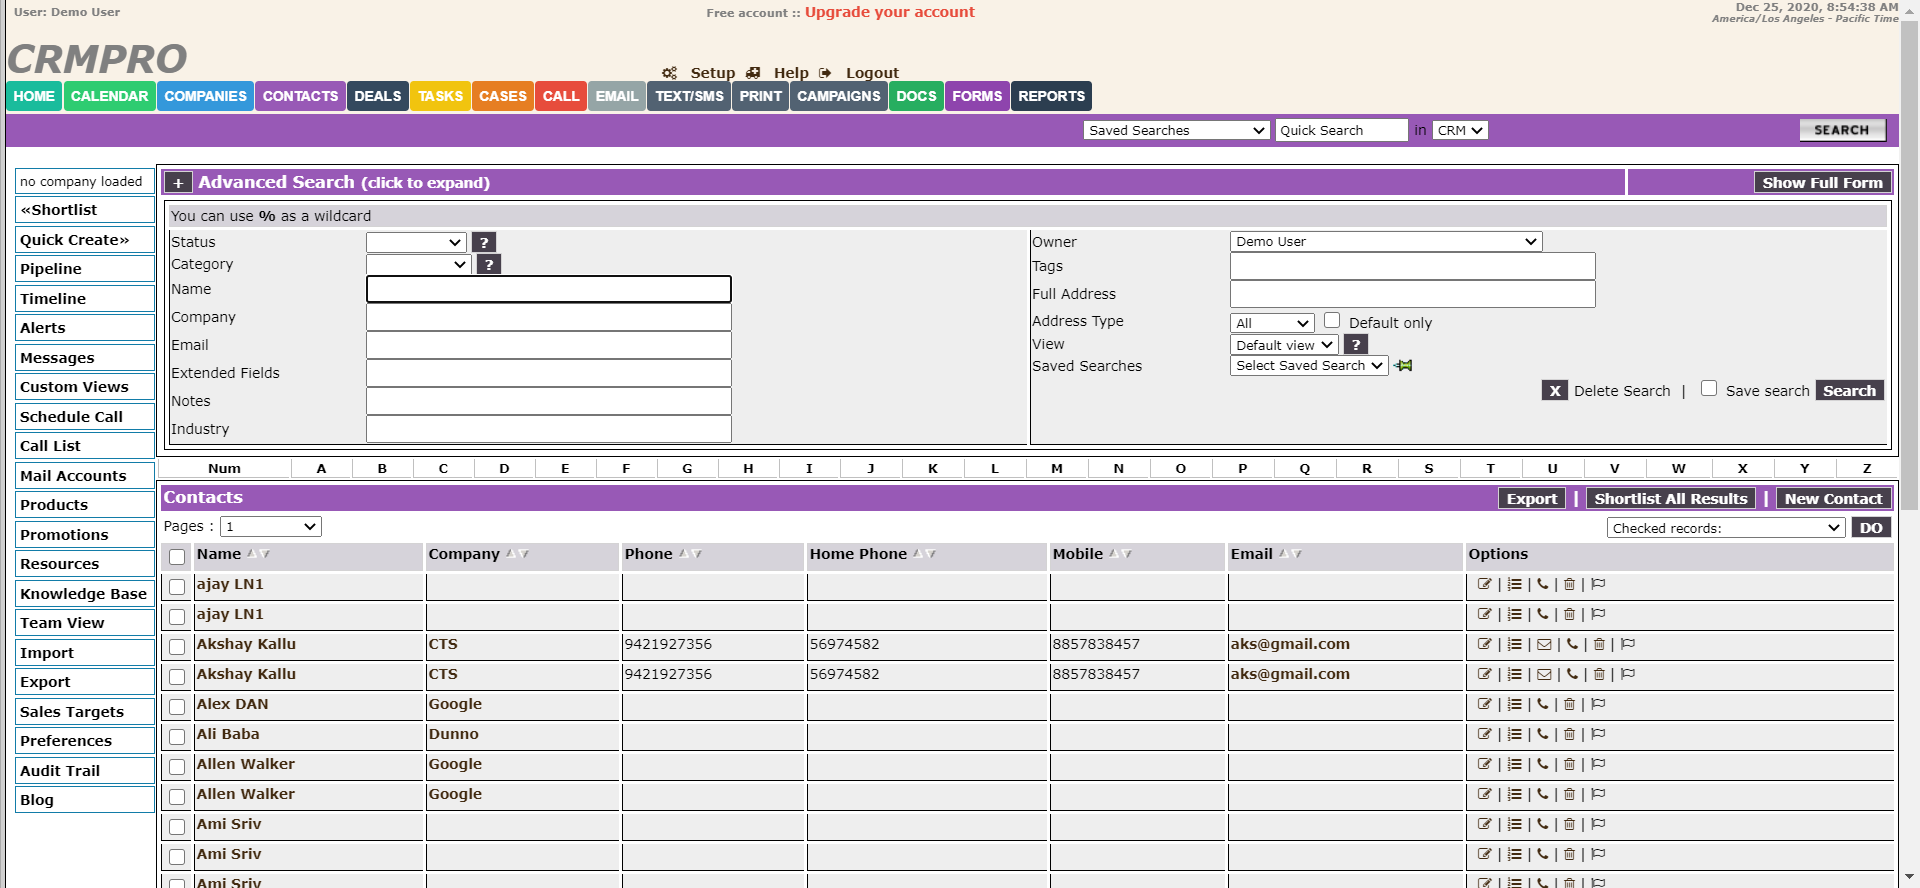 User: Demo User
Free account :: Upgrade your account
Dec 25, 2020, 8:54:38 AM
America/Los Angeles - Pacific Time
CRMPRO
Setup Help Logout
HOME CALENDAR COMPANIES CONTACTS DEALS TASKS CASES CALL EMAIL TEXT/SMS PRINT CAMPAIGNS DOCS FORMS REPORTS
Saved Searches Quick Search in CRM SEARCH
no company loaded
«Shortlist
Quick Create»
Pipeline
Timeline
Alerts
Messages
Custom Views
Schedule Call
Call List
Mail Accounts
Products
Promotions
Resources
Knowledge Base
Team View
Import
Export
Sales Targets
Preferences
Audit Trail
Blog
+ Advanced Search (click to expand) Show Full Form
You can use % as a wildcard
Status ?
Category ?
Name
Company
Email
Extended Fields
Notes
Industry
Owner Demo User
Tags
Full Address
Address Type All Default only
View Default view ?
Saved Searches Select Saved Search
X Delete Search | Save search Search
Num A B C D E F G H I J K L M N O P Q R S T U V W X Y Z
Contacts Export | Shortlist All Results | New Contact
Pages : 1 Checked records: DO
Name Company Phone Home Phone Mobile Email Options
ajay LN1 | | | |
ajay LN1 | | | |
Akshay Kallu CTS 9421927356 56974582 8857838457 aks@gmail.com | | | | |
Akshay Kallu CTS 9421927356 56974582 8857838457 aks@gmail.com | | | | |
Alex DAN Google | | | |
Ali Baba Dunno | | | |
Allen Walker Google | | | |
Allen Walker Google | | | |
Ami Sriv | | | |
Ami Sriv | | | |
Ami Sriv | | | |